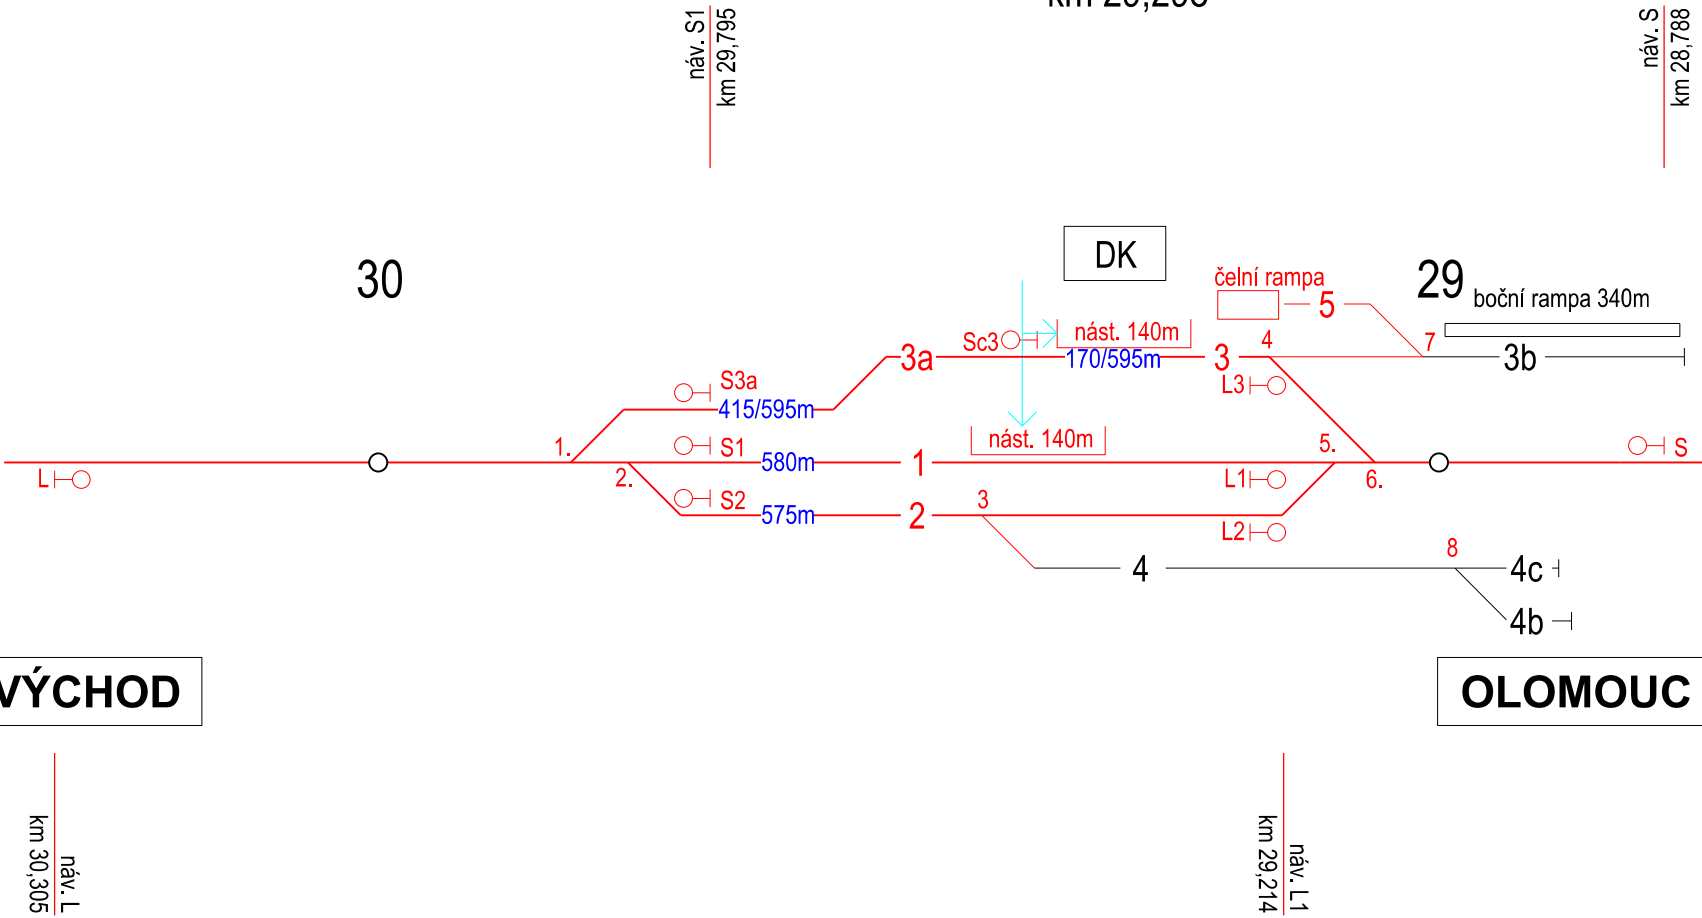 náv. S1
km 29,795
náv. S
km 28,788
DK
30
čelní rampa
29
boční rampa 340m
5
Sc3
nást. 140m
4
7
3a
170/595m
3
3b
S3a
L3
415/595m
nást. 140m
1.
S1
5.
S
580m
1
L
2.
L1
6.
S2
3
575m
2
L2
8
4
4c
4b
VÝCHOD
OLOMOUC
náv. L
km 30,305
náv. L1
km 29,214